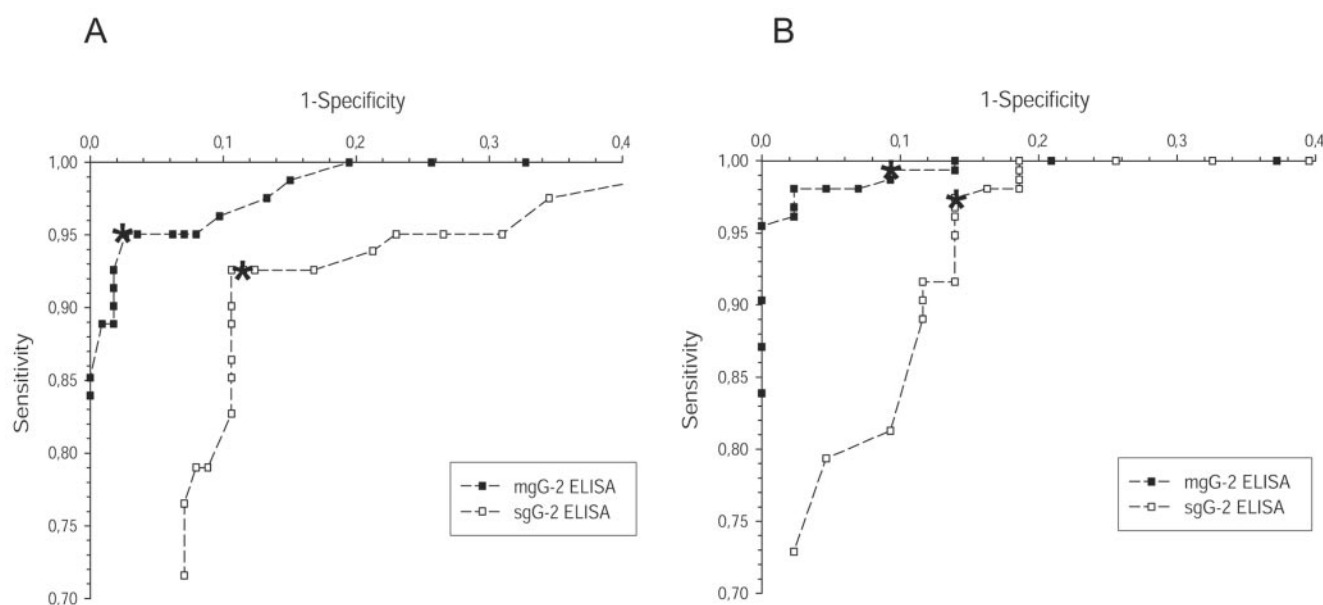 A
1-Specificity
0,0 0,1 0,2 0,3 0,4
1,00
0,95
0,90
0,85
0,80
0,75
0,70
Sensitivity
mgG-2 ELISA
sgG-2 ELISA
B
1-Specificity
0,0 0,1 0,2 0,3 0,4
1,00
0,95
0,90
0,85
0,80
0,75
0,70
Sensitivity
mgG-2 ELISA
sgG-2 ELISA